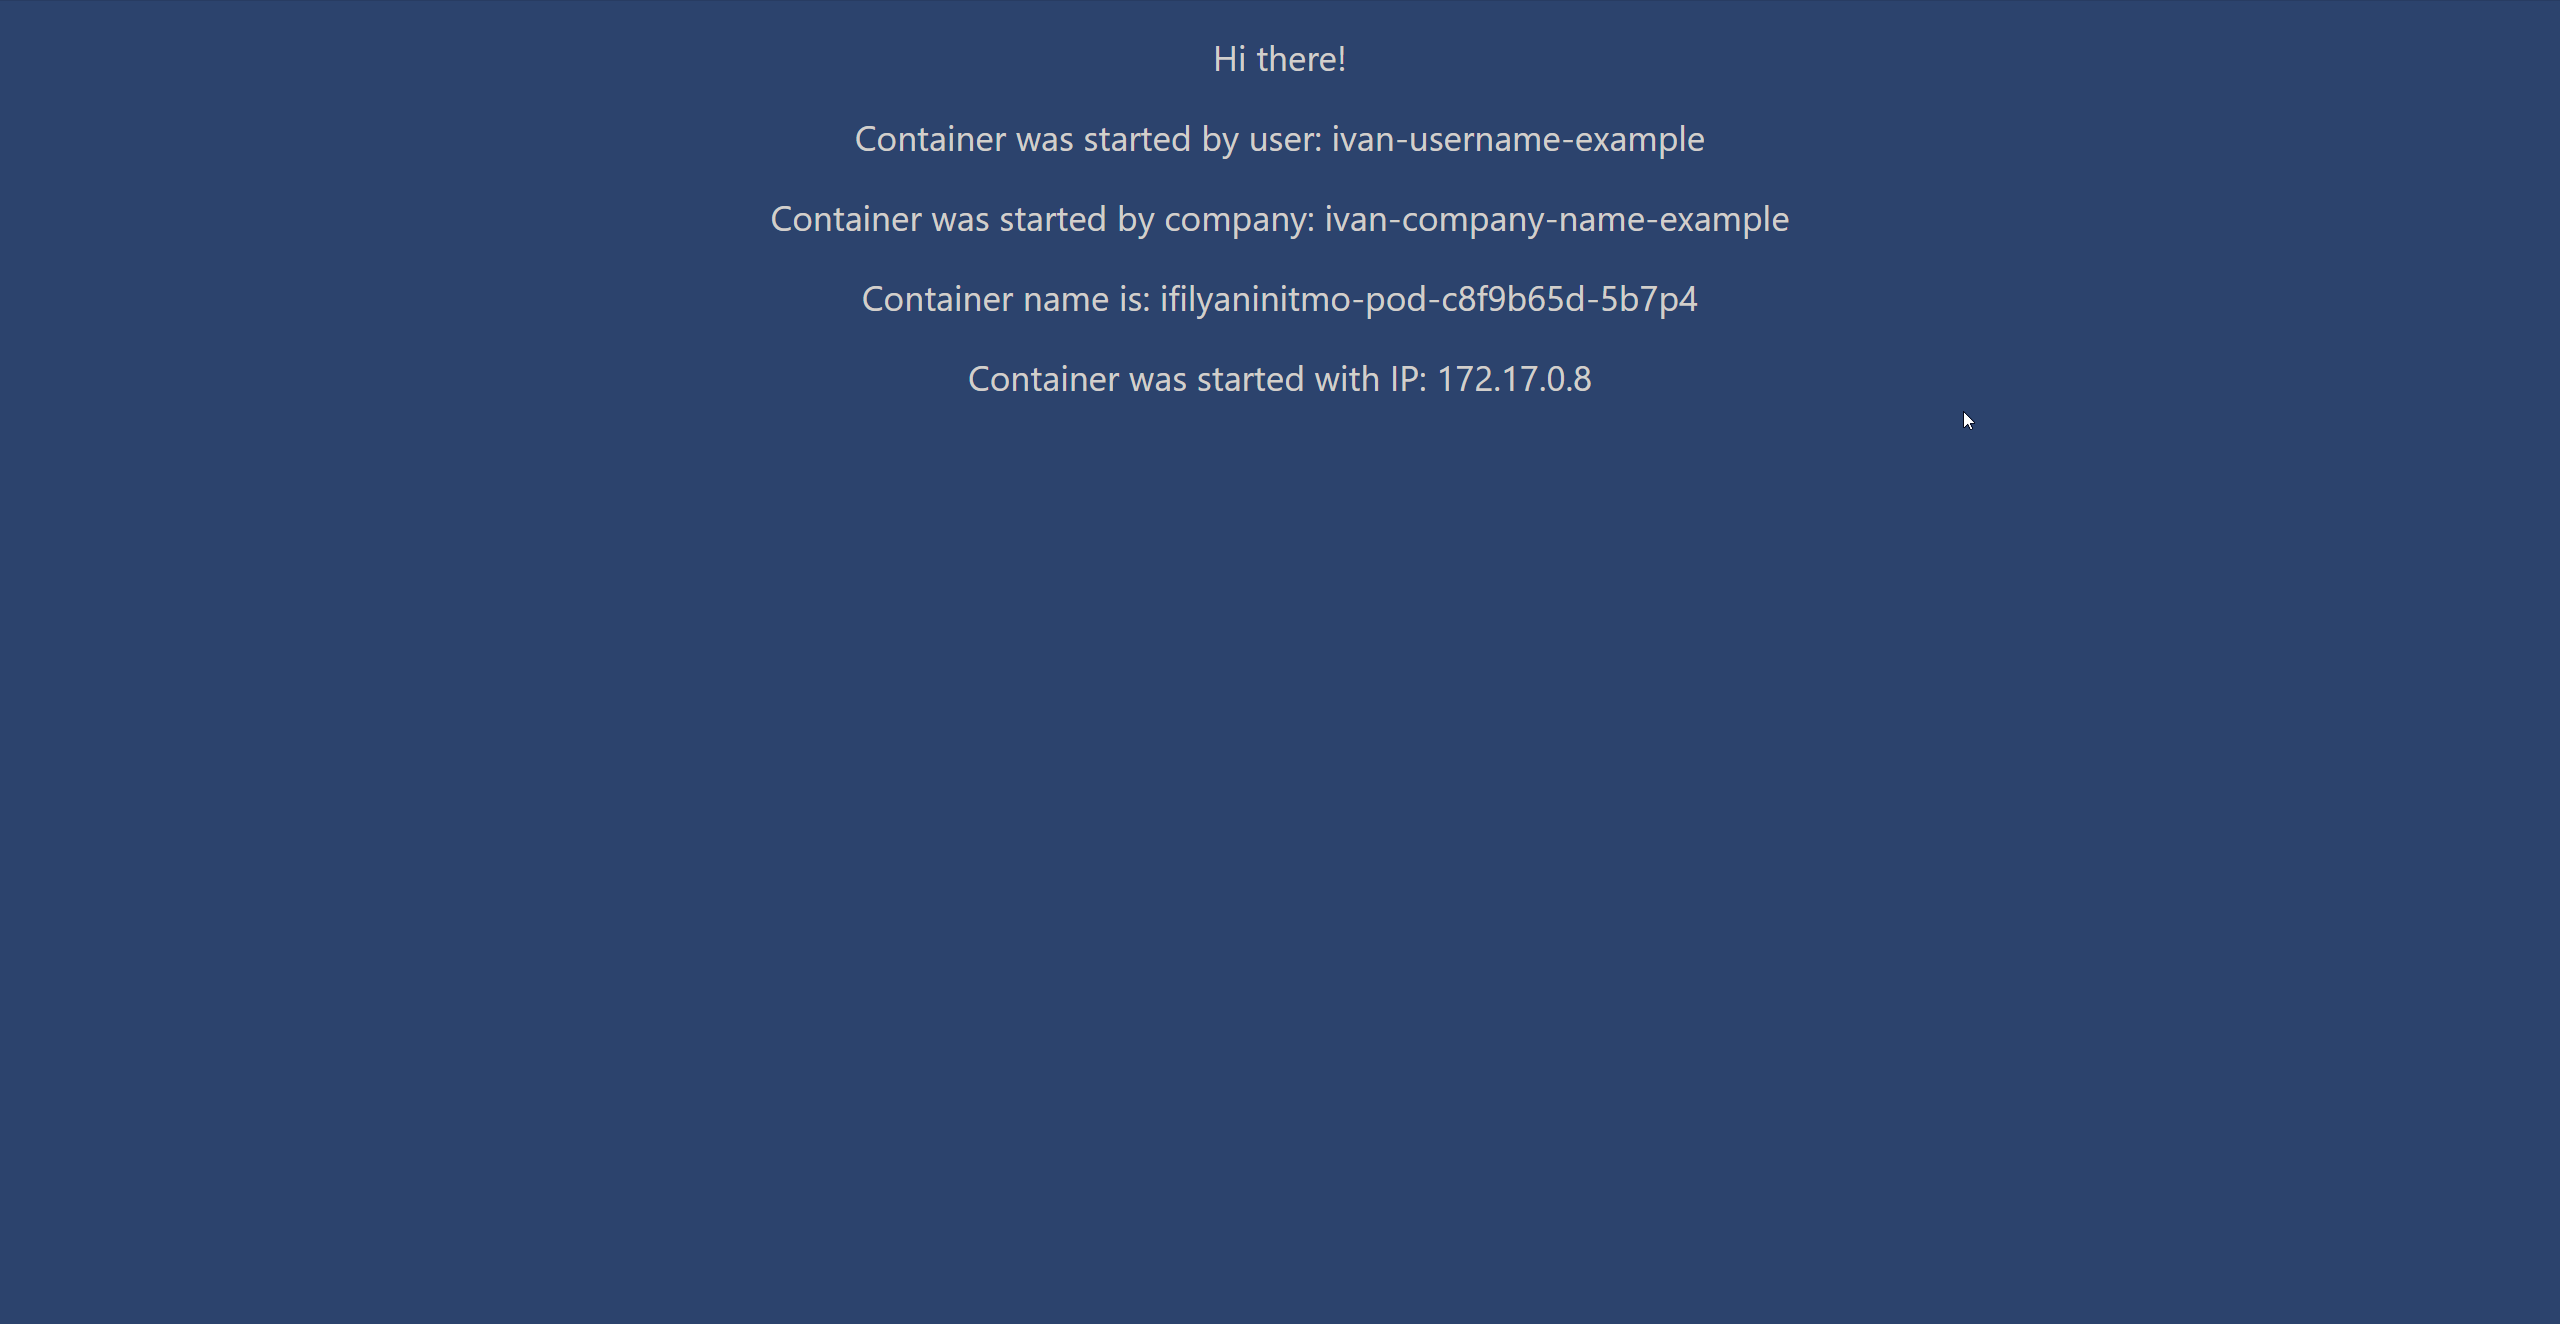 Hi there!
Container was started by user: ivan-username-example
Container was started by company: ivan-company-name-example
Container name is: ifilyaninitmo-pod-c8f9b65d-5b7p4
Container was started with IP: 172.17.0.8